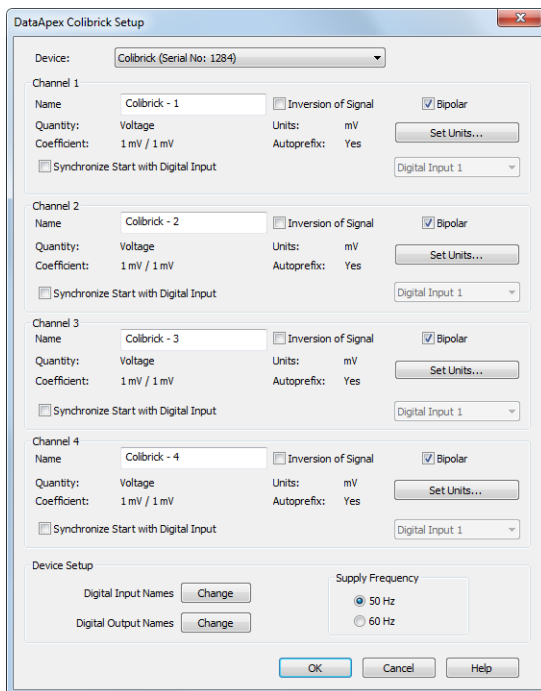 DataApex Colibrick Setup
Device: Colibrick (Serial No: 1284)
Channel 1
Name Colibrick - 1 Inversion of Signal Bipolar
Quantity: Voltage Units: mV Set Units...
Coefficient: 1 mV / 1 mV Autoprefix: Yes
Synchronize Start with Digital Input Digital Input 1
Channel 2
Name Colibrick - 2 Inversion of Signal Bipolar
Quantity: Voltage Units: mV Set Units...
Coefficient: 1 mV / 1 mV Autoprefix: Yes
Synchronize Start with Digital Input Digital Input 1
Channel 3
Name Colibrick - 3 Inversion of Signal Bipolar
Quantity: Voltage Units: mV Set Units...
Coefficient: 1 mV / 1 mV Autoprefix: Yes
Synchronize Start with Digital Input Digital Input 1
Channel 4
Name Colibrick - 4 Inversion of Signal Bipolar
Quantity: Voltage Units: mV Set Units...
Coefficient: 1 mV / 1 mV Autoprefix: Yes
Synchronize Start with Digital Input Digital Input 1
Device Setup
Digital Input Names Change
Digital Output Names Change
Supply Frequency
50 Hz
60 Hz
OK Cancel Help